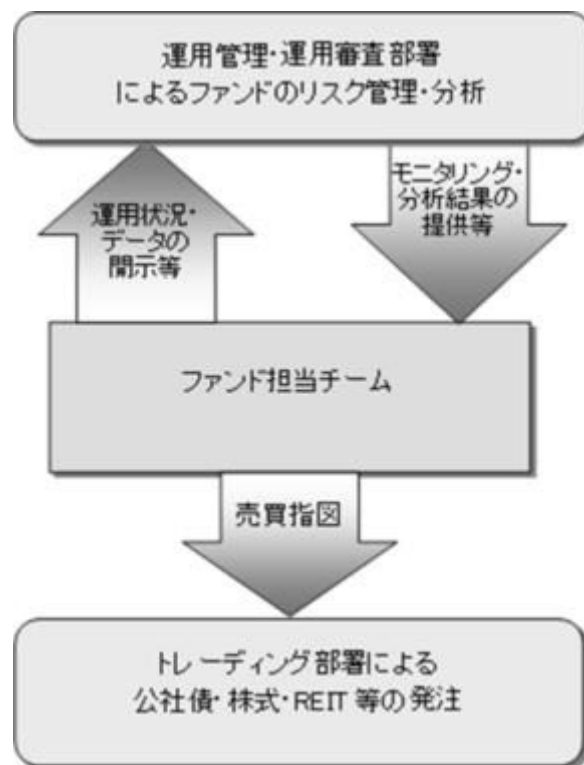 運用管理・運用審査部署
によるファンドのリスク管理・分析
運用状況・
データの
開示等
モニタリング・
分析結果の
提供等
ファンド担当チーム
売買指図
トレーディング部署による
公社債・株式・REIT 等の発注